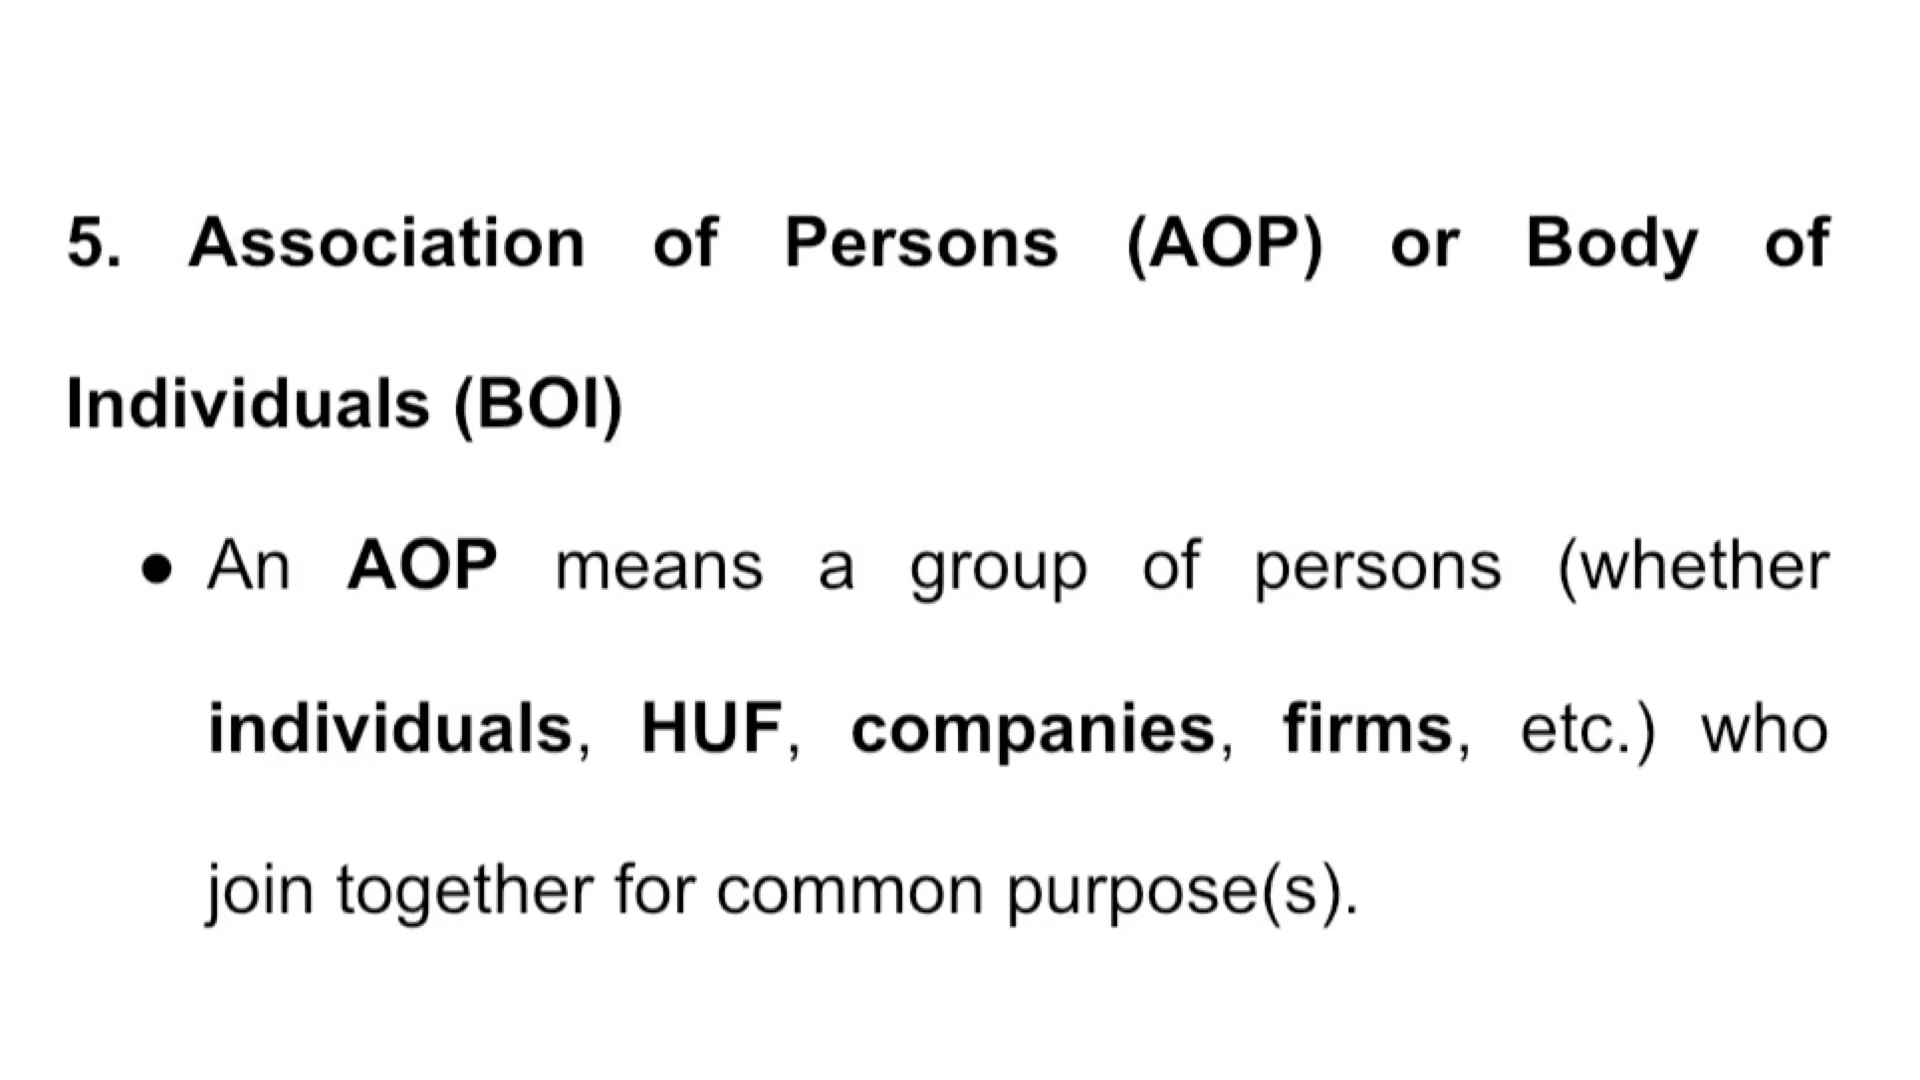 5. Association of Persons (AOP) or Body of
Individuals (BOI)
● An AOP means a group of persons (whether
individuals, HUF, companies, firms, etc.) who
join together for common purpose(s).